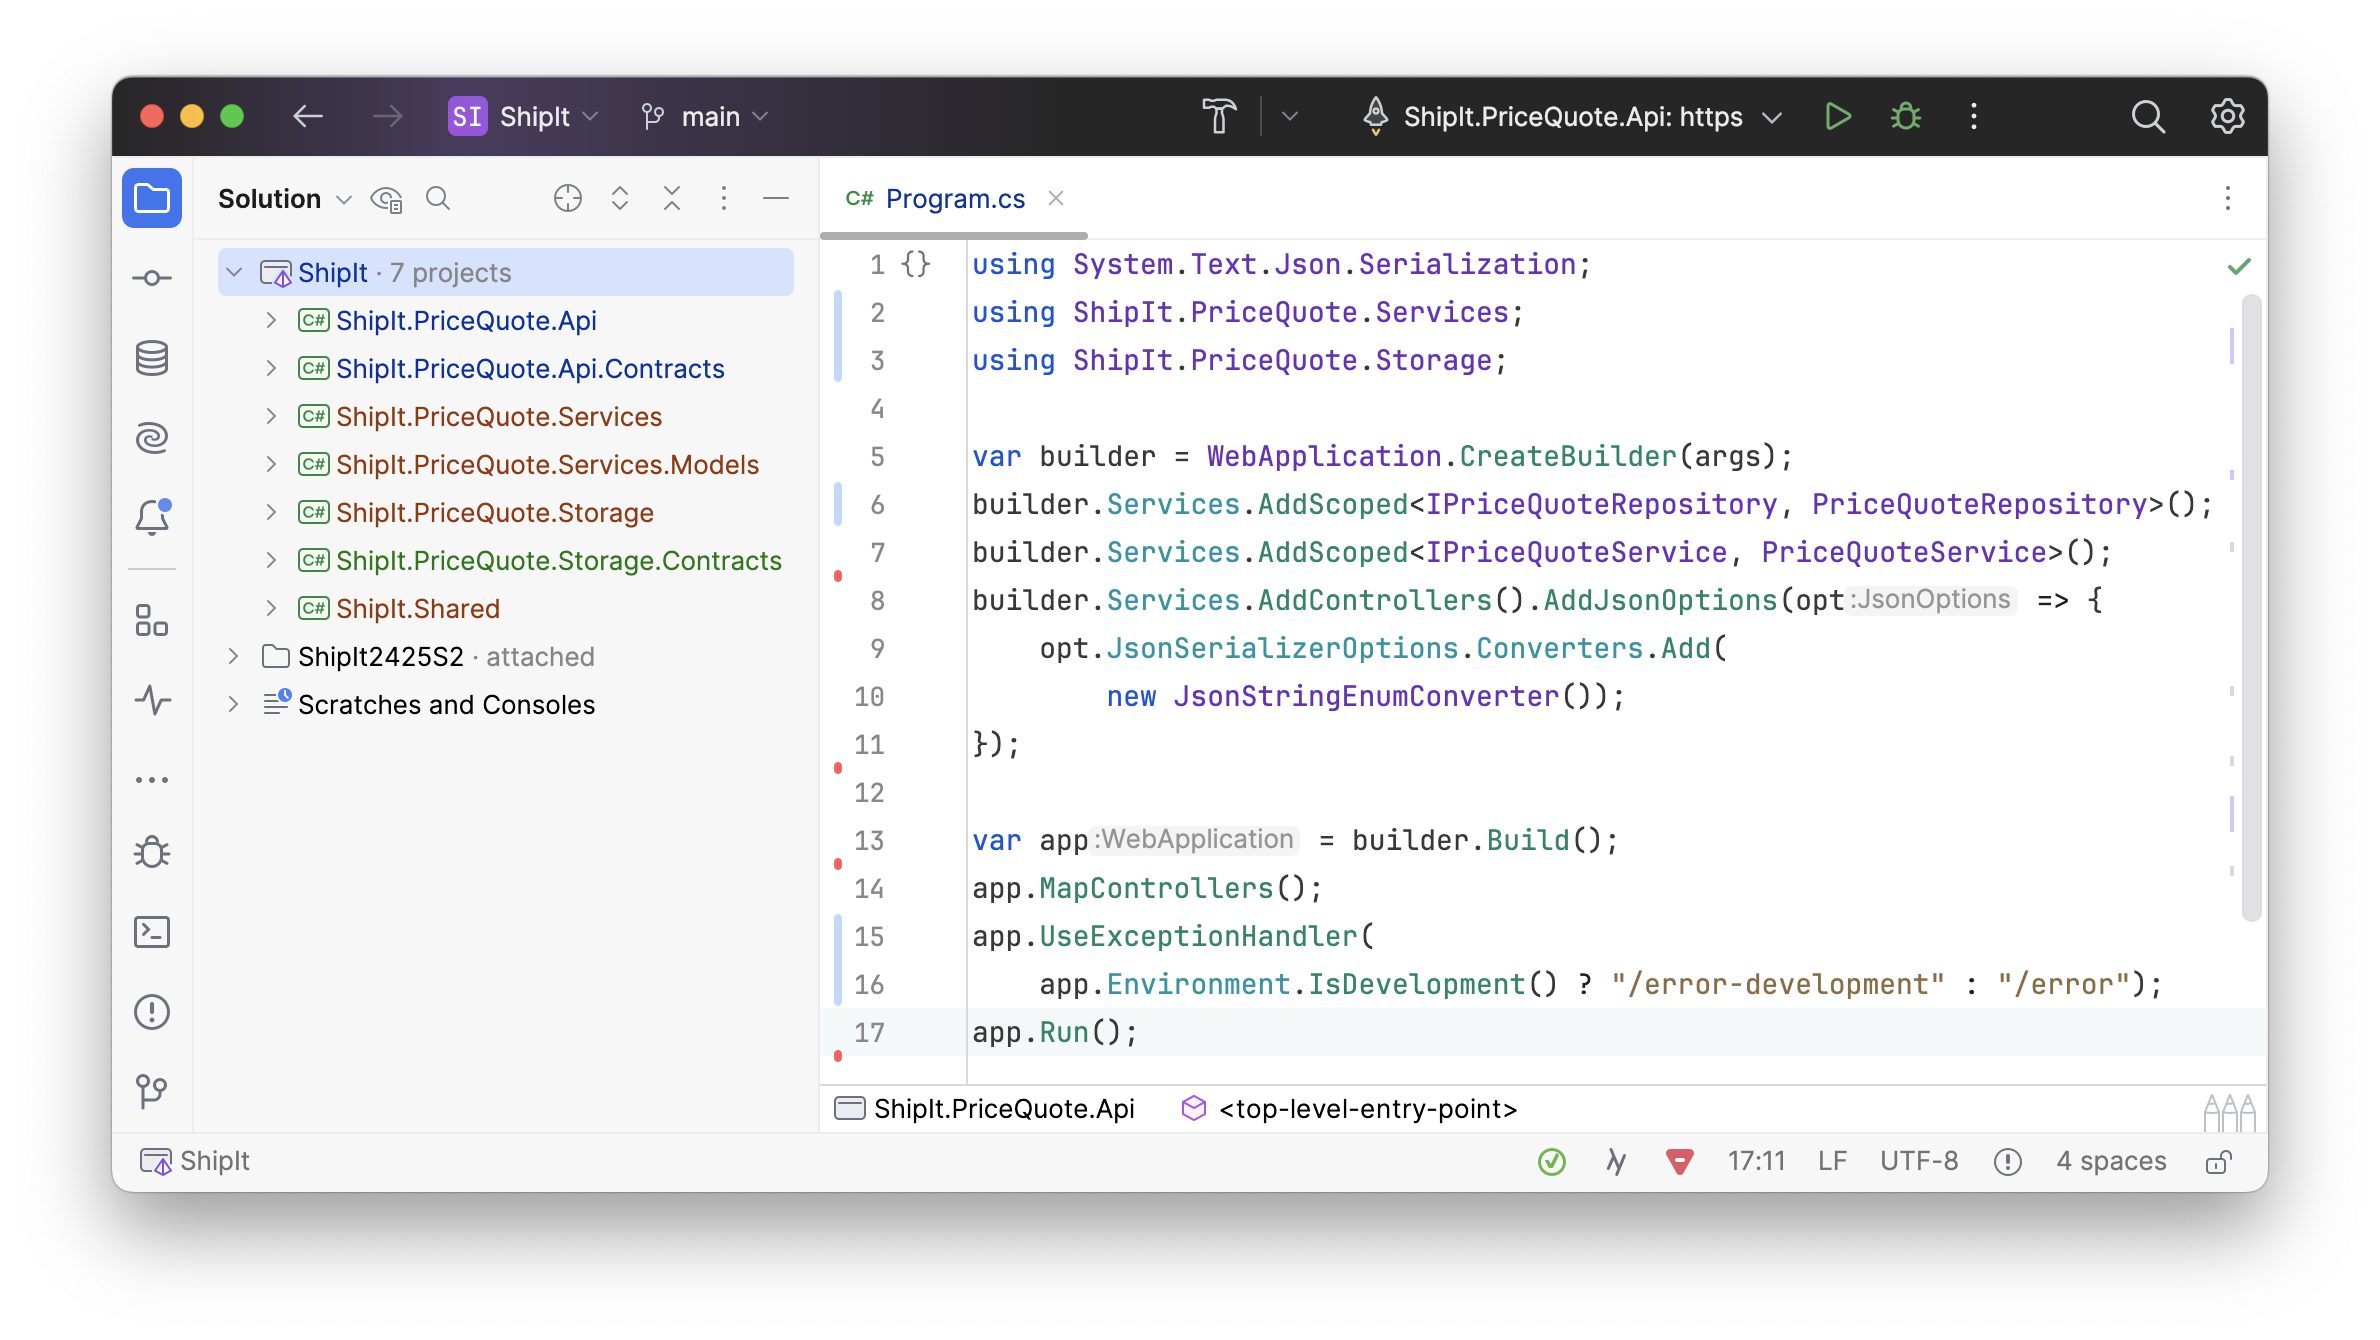 SI ShipIt main ShipIt.PriceQuote.Api: https
Solution
ShipIt · 7 projects
C# ShipIt.PriceQuote.Api
C# ShipIt.PriceQuote.Api.Contracts
C# ShipIt.PriceQuote.Services
C# ShipIt.PriceQuote.Services.Models
C# ShipIt.PriceQuote.Storage
C# ShipIt.PriceQuote.Storage.Contracts
C# ShipIt.Shared
ShipIt2425S2 · attached
Scratches and Consoles
C# Program.cs
1 {} using System.Text.Json.Serialization;
2 using ShipIt.PriceQuote.Services;
3 using ShipIt.PriceQuote.Storage;
4
5 var builder = WebApplication.CreateBuilder(args);
6 builder.Services.AddScoped<IPriceQuoteRepository, PriceQuoteRepository>();
7 builder.Services.AddScoped<IPriceQuoteService, PriceQuoteService>();
8 builder.Services.AddControllers().AddJsonOptions(opt :JsonOptions => {
9 opt.JsonSerializerOptions.Converters.Add(
10 new JsonStringEnumConverter());
11 });
12
13 var app :WebApplication = builder.Build();
14 app.MapControllers();
15 app.UseExceptionHandler(
16 app.Environment.IsDevelopment() ? "/error-development" : "/error");
17 app.Run();
ShipIt.PriceQuote.Api <top-level-entry-point>
ShipIt 17:11 LF UTF-8 4 spaces